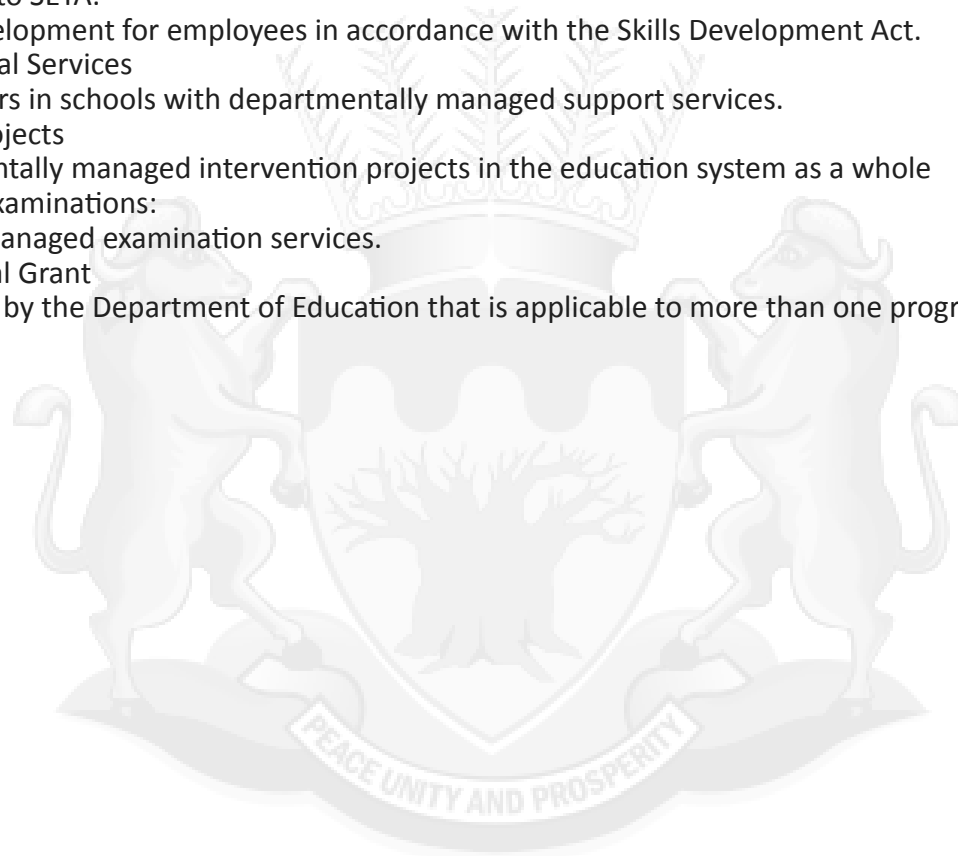 to SETA.
elopment for employees in accordance with the Skills Development Act.
al Services
rs in schools with departmentally managed support services.
ojects
ntally managed intervention projects in the education system as a whole
xaminations:
anaged examination services.
al Grant
by the Department of Education that is applicable to more than one progr
PEACE UNITY AND PROSPERITY